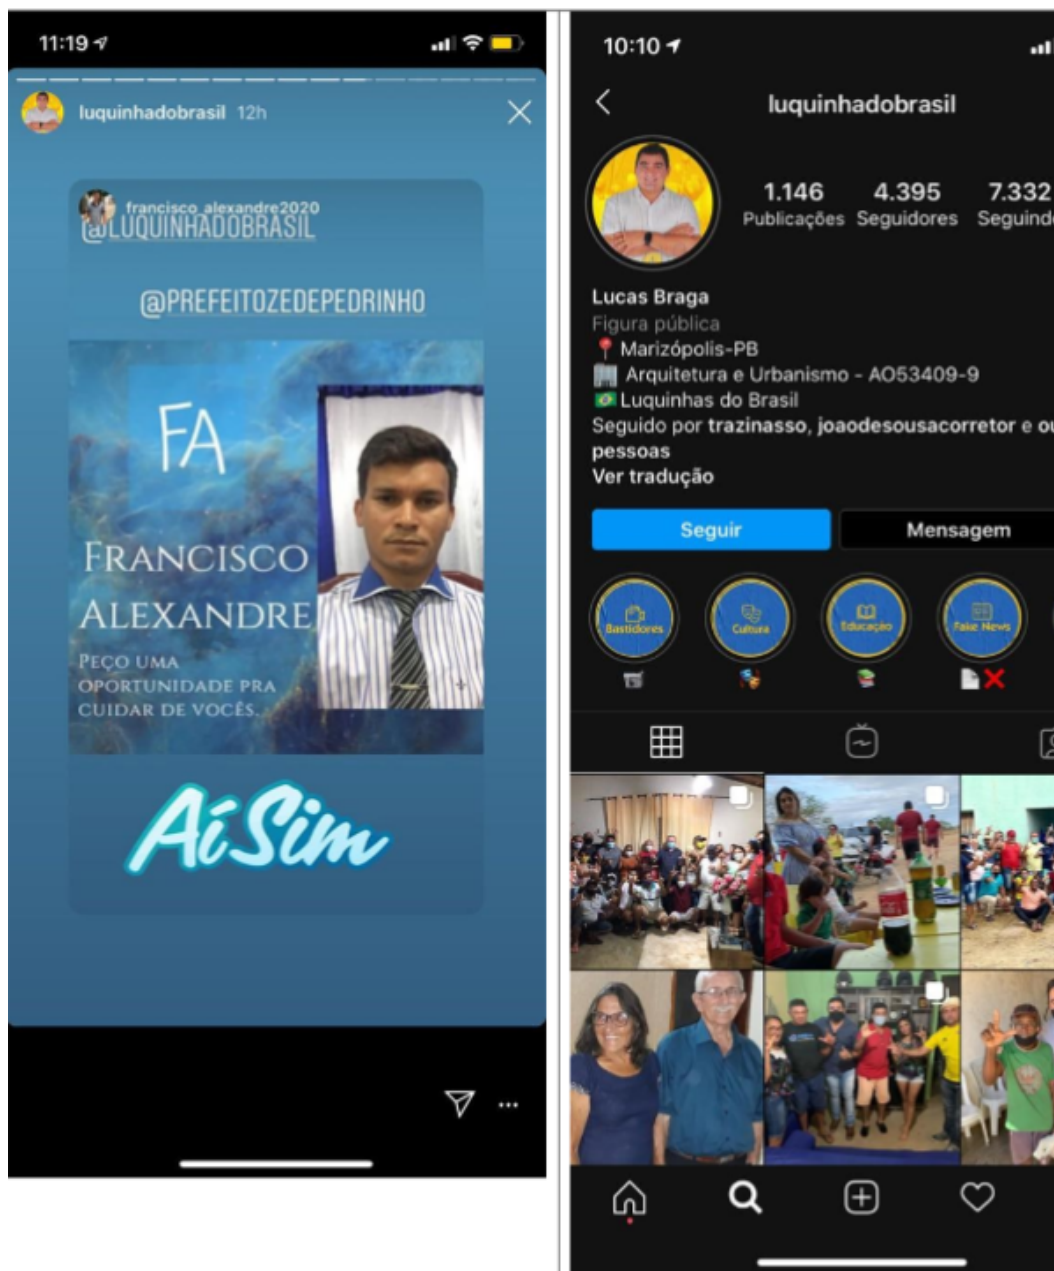 11:19
luquinhadobrasil 12h
francisco_alexandre2020
@LUQUINHADOBRASIL
@PREFEITOZEDEPEDRINHO
FA
FRANCISCO
ALEXANDRE
PEÇO UMA
OPORTUNIDADE PRA
CUIDAR DE VOCÊS.
AíSim
10:10
luquinhadobrasil
1.146 4.395 7.332
Publicações Seguidores Seguindo
Lucas Braga
Figura pública
Marizópolis-PB
Arquitetura e Urbanismo - AO53409-9
Luquinhas do Brasil
Seguido por trazinasso, joaodesousacorretor e ou
pessoas
Ver tradução
Seguir Mensagem
Bastidores Cultura Educação Fake News